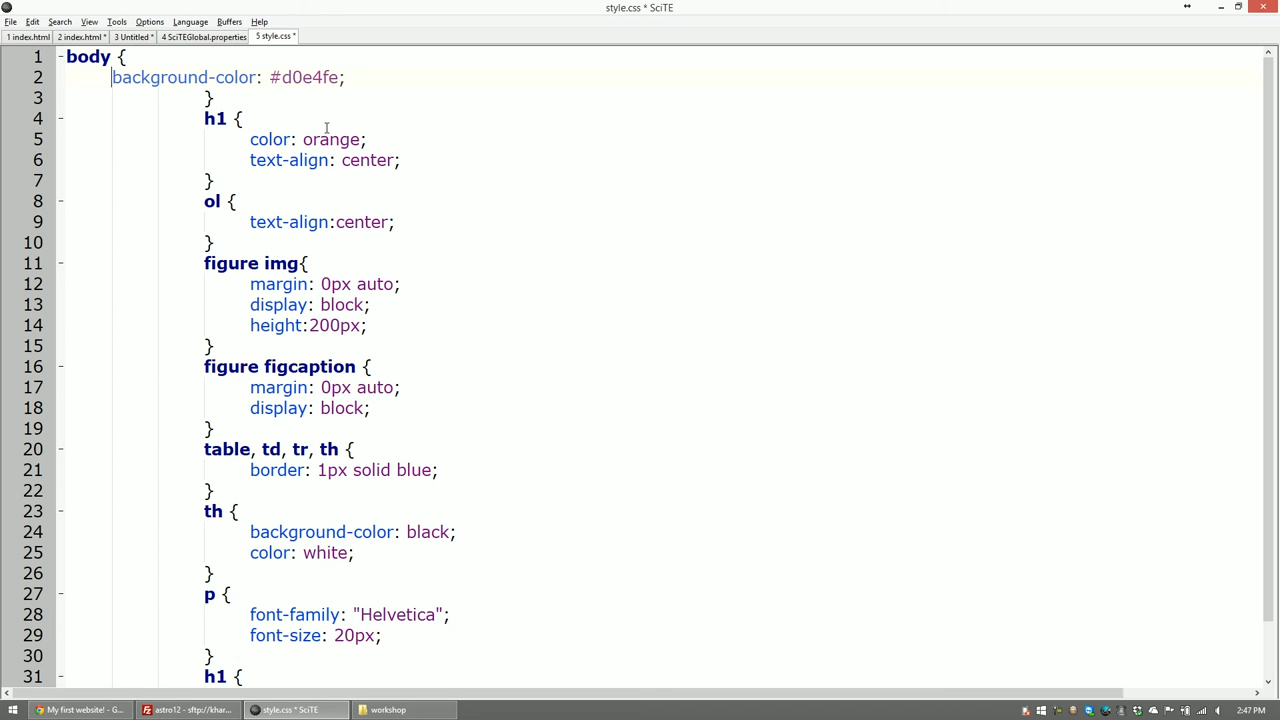 style.css * SciTE
File Edit Search View Tools Options Language Buffers Help
1 index.html 2 index.html * 3 Untitled * 4 SciTEGlobal.properties 5 style.css *
1 - body {
2 background-color: #d0e4fe;
3 }
4 - h1 {
5 color: orange;
6 text-align: center;
7 }
8 - ol {
9 text-align:center;
10 }
11 - figure img{
12 margin: 0px auto;
13 display: block;
14 height:200px;
15 }
16 - figure figcaption {
17 margin: 0px auto;
18 display: block;
19 }
20 - table, td, tr, th {
21 border: 1px solid blue;
22 }
23 - th {
24 background-color: black;
25 color: white;
26 }
27 - p {
28 font-family: "Helvetica";
29 font-size: 20px;
30 }
31 - h1 {
My first website! - G... astro12 - sftp://khar... style.css * SciTE workshop 2:47 PM